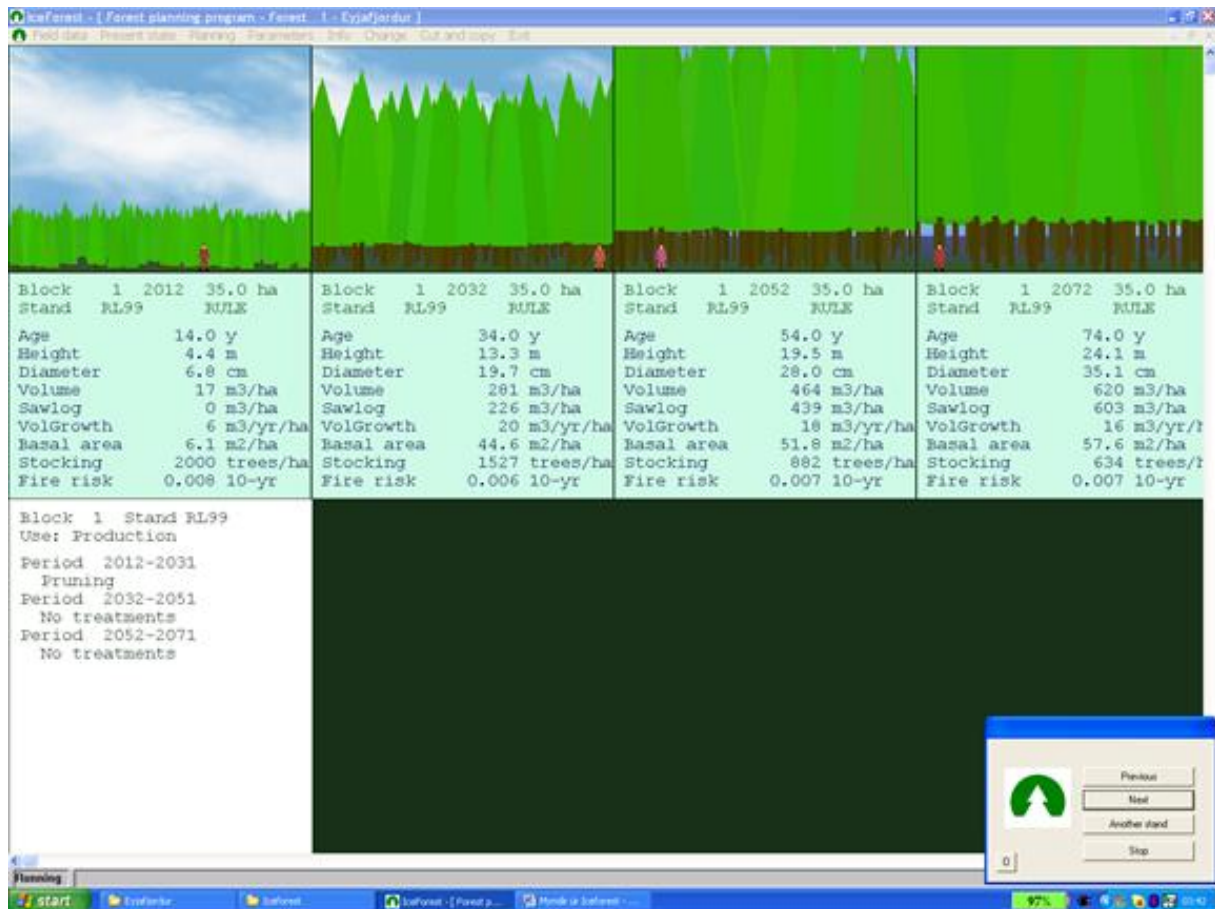 IceForest - [ Forest planning program - Forest 1 - Eyjafjordur ]
Field data Present state Planning Parameters Info Change Cut and copy Exit
Block 1 2012 35.0 ha
Stand RL99 RULE
Age 14.0 y
Height 4.4 m
Diameter 6.8 cm
Volume 17 m3/ha
Sawlog 0 m3/ha
VolGrowth 6 m3/yr/ha
Basal area 6.1 m2/ha
Stocking 2000 trees/ha
Fire risk 0.008 10-yr
Block 1 2032 35.0 ha
Stand RL99 RULE
Age 34.0 y
Height 13.3 m
Diameter 19.7 cm
Volume 281 m3/ha
Sawlog 226 m3/ha
VolGrowth 20 m3/yr/ha
Basal area 44.6 m2/ha
Stocking 1527 trees/ha
Fire risk 0.006 10-yr
Block 1 2052 35.0 ha
Stand RL99 RULE
Age 54.0 y
Height 19.5 m
Diameter 28.0 cm
Volume 464 m3/ha
Sawlog 439 m3/ha
VolGrowth 18 m3/yr/ha
Basal area 51.8 m2/ha
Stocking 882 trees/ha
Fire risk 0.007 10-yr
Block 1 2072 35.0 ha
Stand RL99 RULE
Age 74.0 y
Height 24.1 m
Diameter 35.1 cm
Volume 620 m3/ha
Sawlog 603 m3/ha
VolGrowth 16 m3/yr/h
Basal area 57.6 m2/ha
Stocking 634 trees/h
Fire risk 0.007 10-yr
Block 1 Stand RL99
Use: Production
Period 2012-2031
Pruning
Period 2032-2051
No treatments
Period 2052-2071
No treatments
Previous
Next
Another stand
Stop
0
Planning
start
Eyjafjordur
Iceforest
IceForest - [ Forest p...
97%